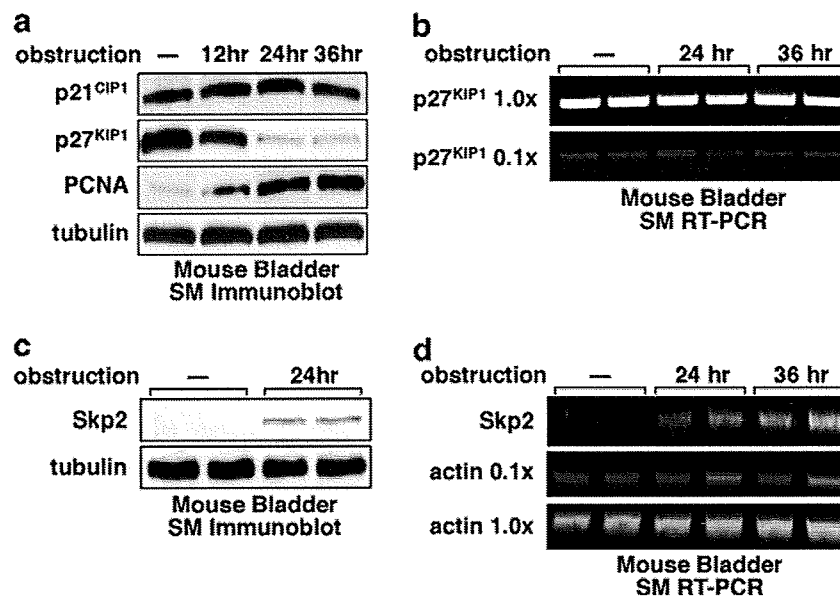 a
obstruction — 12hr 24hr 36hr
p21CIP1
p27KIP1
PCNA
tubulin
Mouse Bladder
SM Immunoblot
b
obstruction — 24 hr 36 hr
p27KIP1 1.0x
p27KIP1 0.1x
Mouse Bladder
SM RT-PCR
c
obstruction — 24hr
Skp2
tubulin
Mouse Bladder
SM Immunoblot
d
obstruction — 24 hr 36 hr
Skp2
actin 0.1x
actin 1.0x
Mouse Bladder
SM RT-PCR